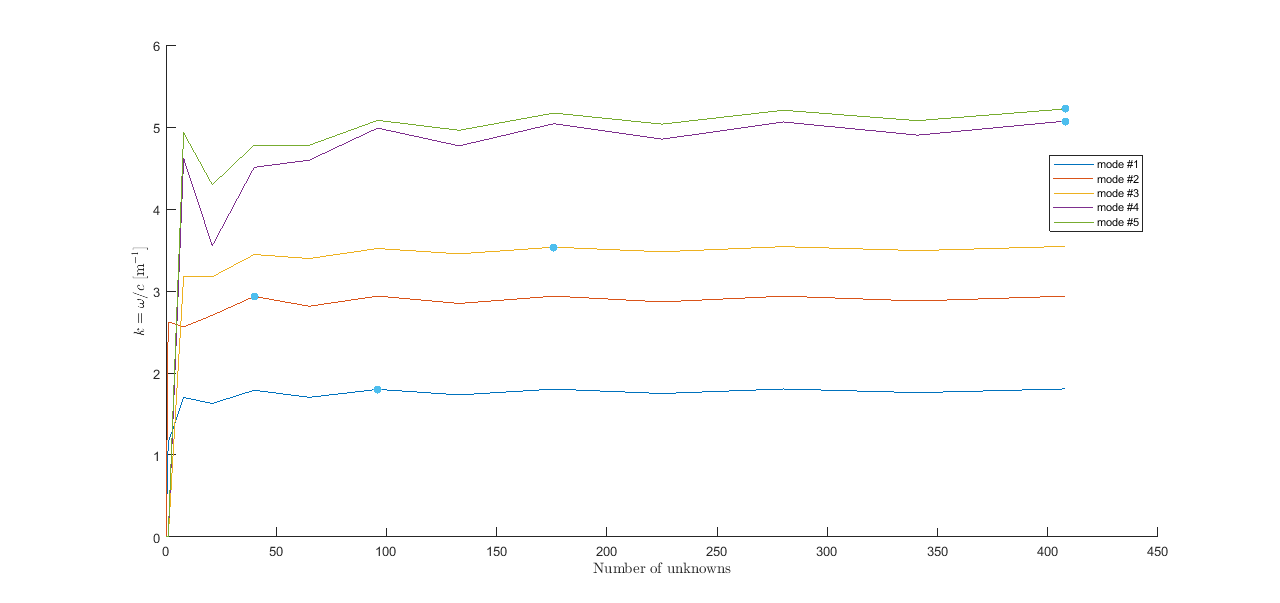 6
5
4
3
2
1
0
k = ω/c [m⁻¹]
0 50 100 150 200 250 300 350 400 450
Number of unknowns
mode #1
mode #2
mode #3
mode #4
mode #5